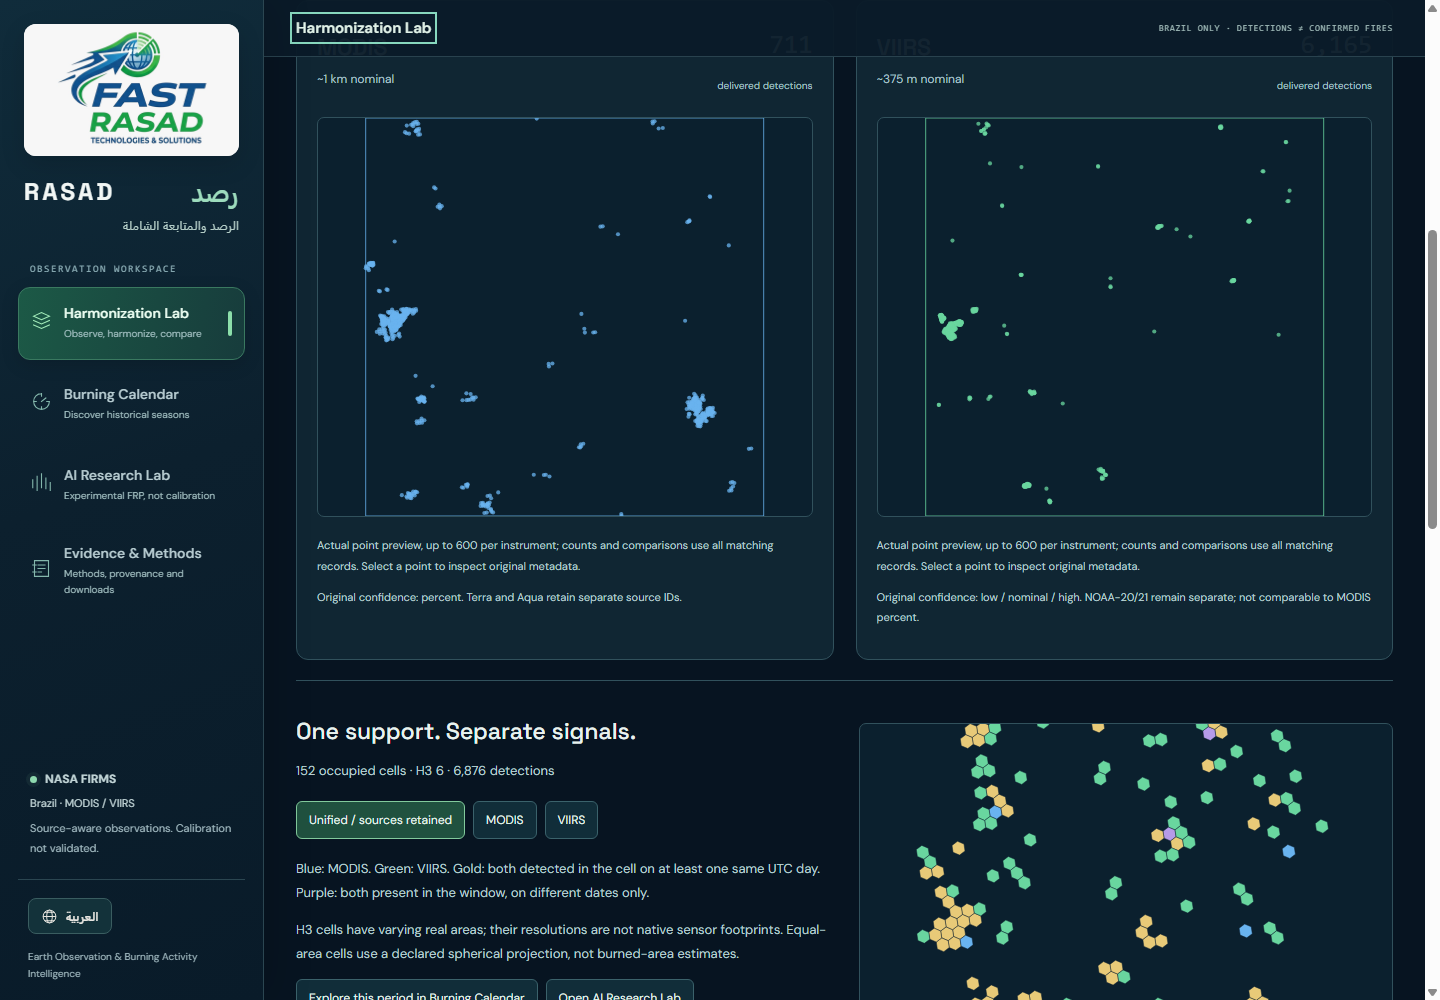 FAST
RASAD
TECHNOLOGIES & SOLUTIONS
RASAD
رصد
الرصد والمتابعة الشاملة
OBSERVATION WORKSPACE
Harmonization Lab
Observe, harmonize, compare
Burning Calendar
Discover historical seasons
AI Research Lab
Experimental FRP, not calibration
Evidence & Methods
Methods, provenance and
downloads
NASA FIRMS
Brazil · MODIS / VIIRS
Source-aware observations. Calibration
not validated.
العربية
Earth Observation & Burning Activity
Intelligence
Harmonization Lab
BRAZIL ONLY · DETECTIONS ≠ CONFIRMED FIRES
MODIS
711
~1 km nominal
delivered detections
Actual point preview, up to 600 per instrument; counts and comparisons use all matching
records. Select a point to inspect original metadata.
Original confidence: percent. Terra and Aqua retain separate source IDs.
VIIRS
6,165
~375 m nominal
delivered detections
Actual point preview, up to 600 per instrument; counts and comparisons use all matching
records. Select a point to inspect original metadata.
Original confidence: low / nominal / high. NOAA-20/21 remain separate; not comparable to MODIS
percent.
One support. Separate signals.
152 occupied cells · H3 6 · 6,876 detections
Unified / sources retained
MODIS
VIIRS
Blue: MODIS. Green: VIIRS. Gold: both detected in the cell on at least one same UTC day.
Purple: both present in the window, on different dates only.
H3 cells have varying real areas; their resolutions are not native sensor footprints. Equal-
area cells use a declared spherical projection, not burned-area estimates.
Explore this period in Burning Calendar
Open AI Research Lab